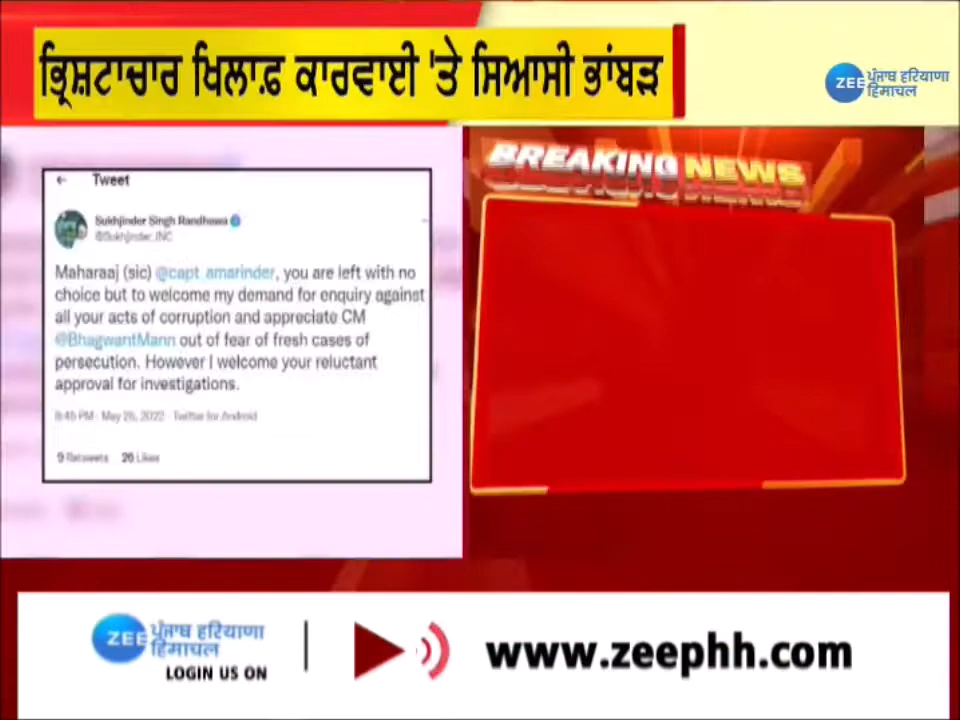 ਭ੍ਰਿਸ਼ਟਾਚਾਰ ਖਿਲਾਫ਼ ਕਾਰਵਾਈ 'ਤੇ ਸਿਆਸੀ ਭਾਂਬੜ
ZEE ਪੰਜਾਬ ਹਰਿਆਣਾ
ਹਿਮਾਚਲ
BREAKING NEWS
Tweet
Sukhjinder Singh Randhawa
@Sukhjinder_INC
Maharaaj (sic) @capt_amarinder, you are left with no
choice but to welcome my demand for enquiry against
all your acts of corruption and appreciate CM
@BhagwantMann out of fear of fresh cases of
persecution. However I welcome your reluctant
approval for investigations.
8:45 PM · May 25, 2022 · Twitter for Android
9 Retweets 26 Likes
ZEE ਪੰਜਾਬ ਹਰਿਆਣਾ
ਹਿਮਾਚਲ
LOGIN US ON
www.zeephh.com